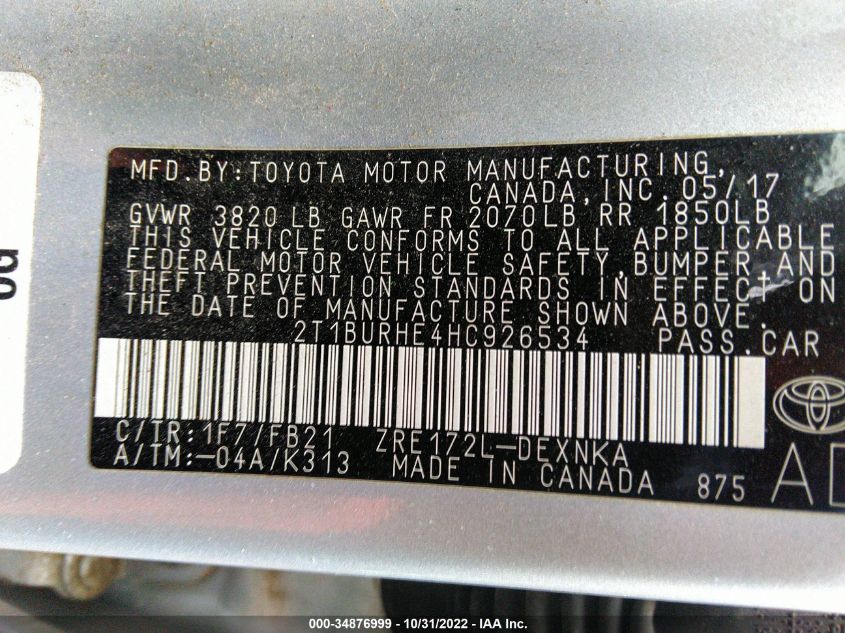 MFD.BY:TOYOTA MOTOR MANUFACTURING,
CANADA,INC.05/17
GVWR 3820 LB GAWR FR 2070LB RR 1850LB
THIS VEHICLE CONFORMS TO ALL APPLICABLE
FEDERAL MOTOR VEHICLE SAFETY,BUMPER,AND
THEFT PREVENTION STANDARDS IN EFFECT ON
THE DATE OF MANUFACTURE SHOWN ABOVE.
2T1BURHE4HC926534 PASS.CAR
C/TR:1F7/FB21 ZRE172L-DEXNKA
A/TM:-04A/K313 MADE IN CANADA 875
000-34876999 - 10/31/2022 - IAA Inc.